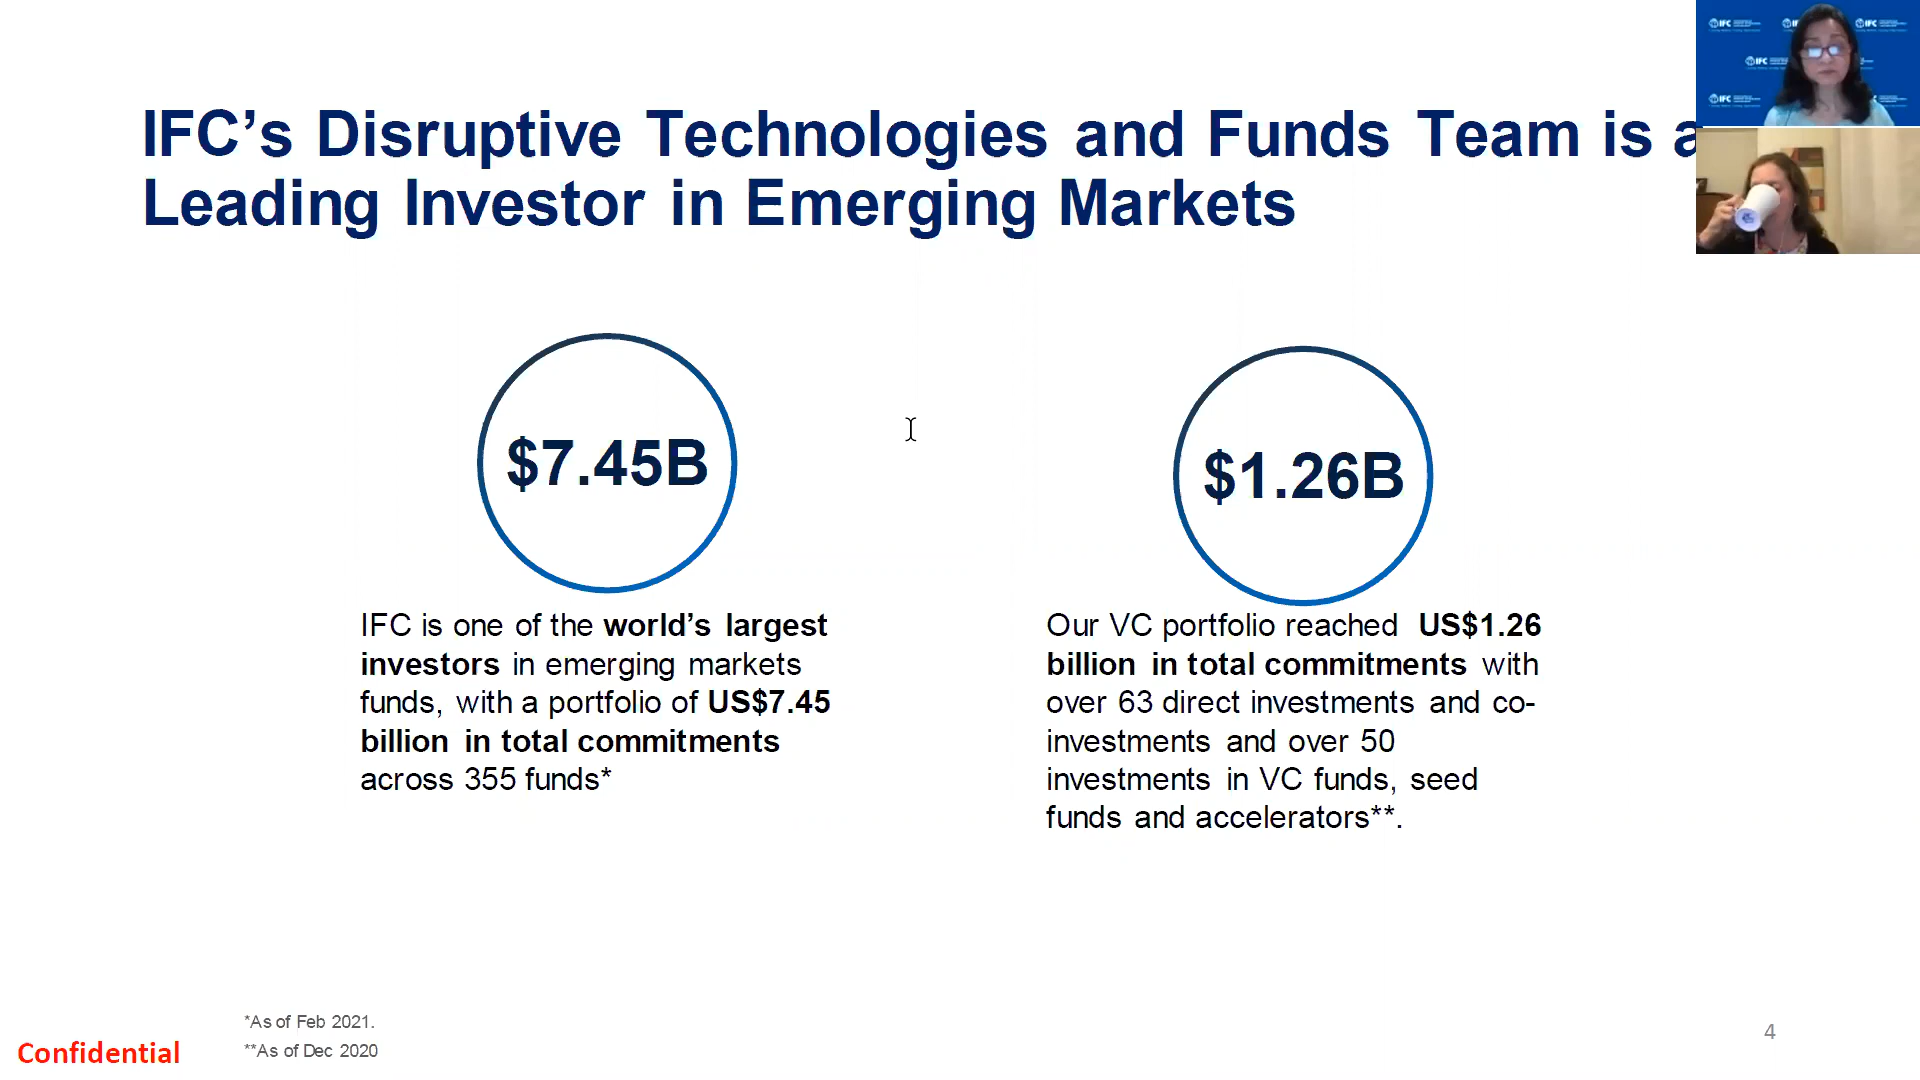 IFC’s Disruptive Technologies and Funds Team is a
Leading Investor in Emerging Markets
IFC
IFC
IFC
IFC
$7.45B
$1.26B
IFC is one of the world’s largest
investors in emerging markets
funds, with a portfolio of US$7.45
billion in total commitments
across 355 funds*
Our VC portfolio reached US$1.26
billion in total commitments with
over 63 direct investments and co-
investments and over 50
investments in VC funds, seed
funds and accelerators**.
*As of Feb 2021.
**As of Dec 2020
Confidential
4